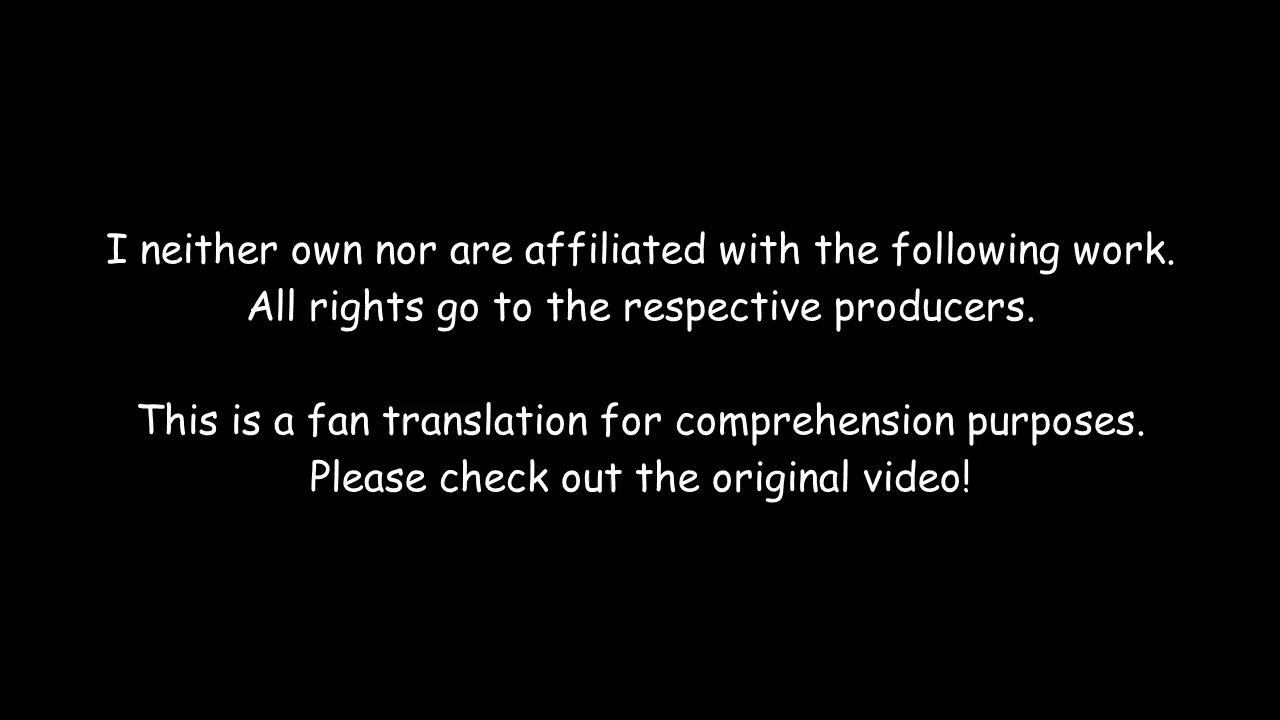 I neither own nor are affiliated with the following work.
All rights go to the respective producers.
This is a fan translation for comprehension purposes.
Please check out the original video!